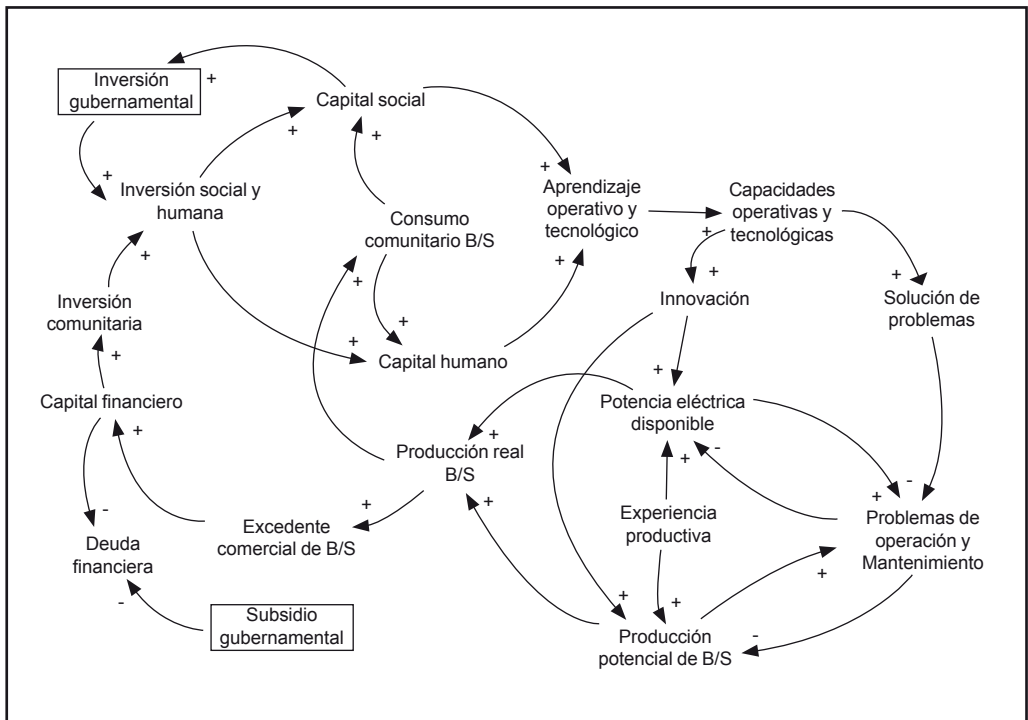 Inversión
gubernamental
+
Capital social
+
+
+
Inversión social y
humana
+
Aprendizaje
operativo y
tecnológico
Capacidades
operativas y
tecnológicas
Consumo
comunitario B/S
+
+
+
+
+
+
Inversión
comunitaria
Innovación
Solución de
problemas
+
+
+
Capital humano
+
Capital financiero
Potencia eléctrica
disponible
+
+
-
+
Producción real
B/S
-
+
+
+
-
Excedente
comercial de B/S
Experiencia
productiva
Problemas de
operación y
Mantenimiento
Deuda
financiera
+
-
+
+
Subsidio
gubernamental
Producción
potencial de B/S
-